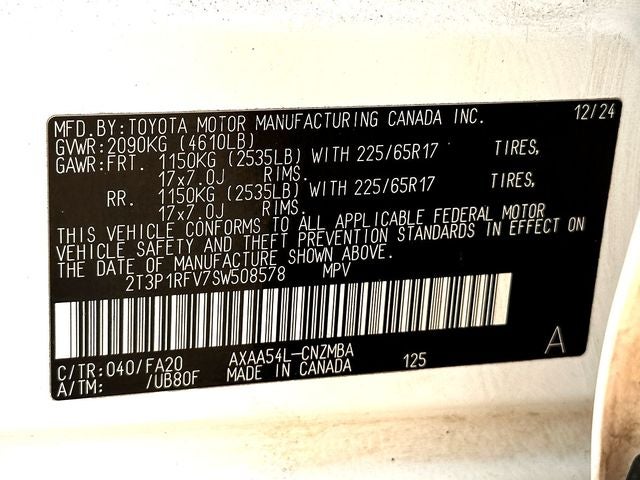 MFD.BY:TOYOTA MOTOR MANUFACTURING CANADA INC. 12/24
GVWR:2090KG (4610LB)
GAWR:FRT. 1150KG (2535LB) WITH 225/65R17 TIRES,
17x7.0J RIMS.
RR. 1150KG (2535LB) WITH 225/65R17 TIRES,
17x7.0J RIMS.
THIS VEHICLE CONFORMS TO ALL APPLICABLE FEDERAL MOTOR
VEHICLE SAFETY AND THEFT PREVENTION STANDARDS IN EFFECT ON
THE DATE OF MANUFACTURE SHOWN ABOVE.
2T3P1RFV7SW508578 MPV
C/TR:040/FA20 AXAA54L-CNZMBA 125 A
A/TM: /UB80F MADE IN CANADA